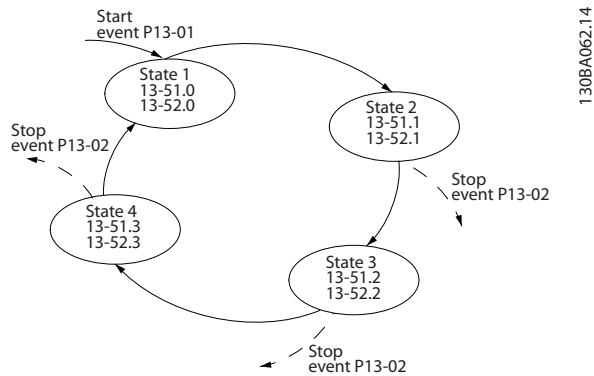 Start
event P13-01
State 1
13-51.0
13-52.0
State 2
13-51.1
13-52.1
Stop
event P13-02
State 3
13-51.2
13-52.2
Stop
event P13-02
State 4
13-51.3
13-52.3
Stop
event P13-02
130BA062.14